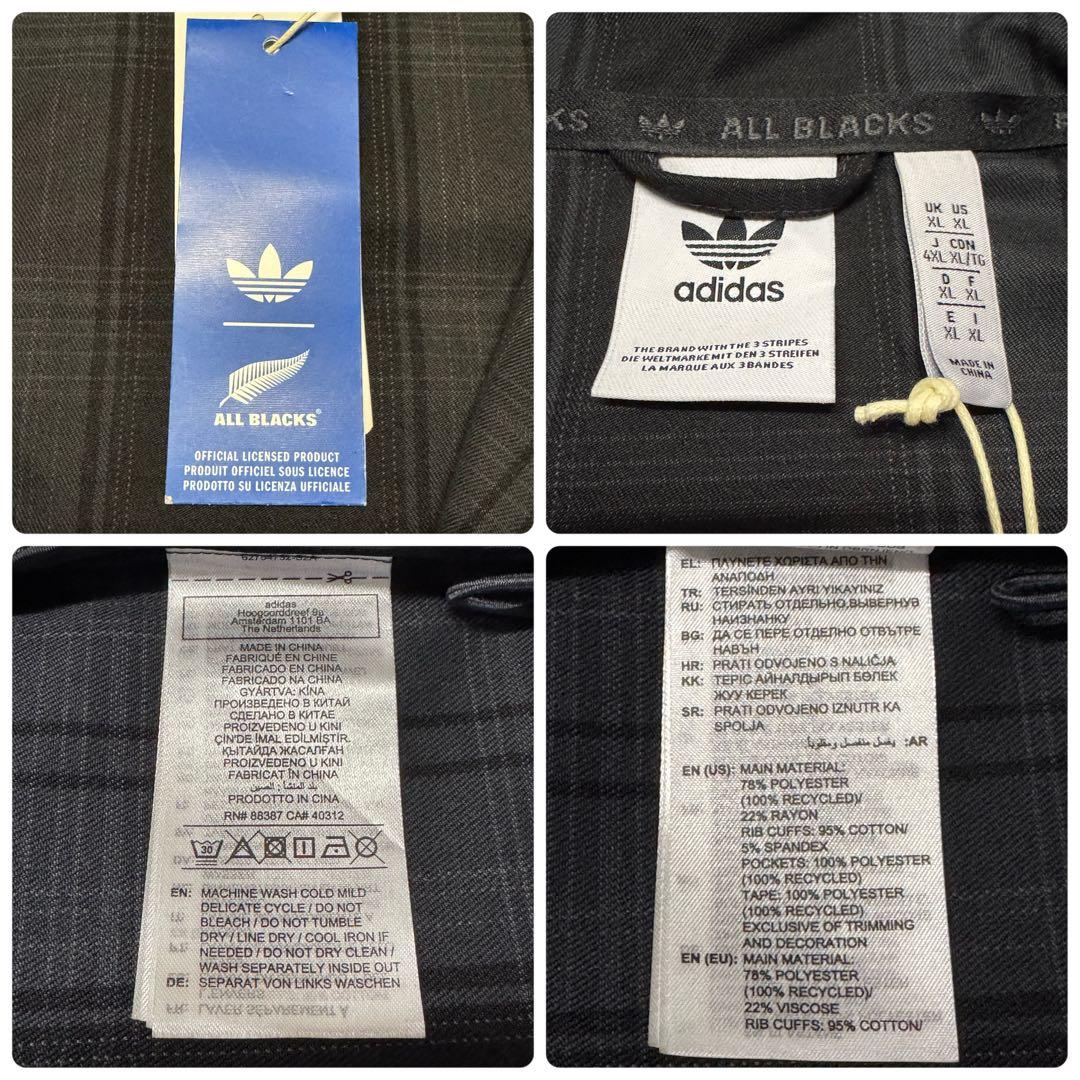 ALL BLACKS®
OFFICIAL LICENSED PRODUCT
PRODUIT OFFICIEL SOUS LICENCE
PRODOTTO SU LICENZA UFFICIALE
KS ALL BLACKS
adidas
THE BRAND WITH THE 3 STRIPES
DIE WELTMARKE MIT DEN 3 STREIFEN
LA MARQUE AUX 3 BANDES
UK US
XL XL
J CDN
4XL XL/TG
D F
XL XL
E I
XL XL
MADE IN
CHINA
adidas
Hoogoorddreef 9a
Amsterdam 1101 BA
The Netherlands
MADE IN CHINA
FABRIQUÉ EN CHINE
FABRICADO EN CHINA
FABRICADO NA CHINA
GYÁRTVA: KÍNA
ПРОИЗВЕДЕНО В КИТАЙ
СДЕЛАНО В КИТАЕ
PROIZVEDENO U KINI
ÇİN'DE İMAL EDİLMİŞTİR.
ҚЫТАЙДА ЖАСАЛҒАН
PROIZVEDENO U KINI
FABRICAT ÎN CHINA
بلد المنشأ : الصين
PRODOTTO IN CINA
RN# 88387 CA# 40312
30
EN: MACHINE WASH COLD MILD
DELICATE CYCLE / DO NOT
BLEACH / DO NOT TUMBLE
DRY / LINE DRY / COOL IRON IF
NEEDED / DO NOT DRY CLEAN /
WASH SEPARATELY INSIDE OUT
DE: SEPARAT VON LINKS WASCHEN
EL: ΠΛΥΝΕΤΕ ΧΩΡΙΣΤΑ ΑΠΟ ΤΗΝ
ΑΝΑΠΟΔΗ
TR: TERSİNDEN AYRI YIKAYINIZ
RU: СТИРАТЬ ОТДЕЛЬНО,ВЫВЕРНУВ
НАИЗНАНКУ
BG: ДА СЕ ПЕРЕ ОТДЕЛНО ОТВЪТРЕ
НАВЪН
HR: PRATI ODVOJENO S NALIČJA
KK: ТЕРІС АЙНАЛДЫРЫП БӨЛЕК
ЖУУ КЕРЕК
SR: PRATI ODVOJENO IZNUTR KA
SPOLJA
AR: يغسل منفصل ومقلوباً.
EN (US): MAIN MATERIAL:
78% POLYESTER
(100% RECYCLED)/
22% RAYON
RIB CUFFS: 95% COTTON/
5% SPANDEX
POCKETS: 100% POLYESTER
(100% RECYCLED)
TAPE: 100% POLYESTER
(100% RECYCLED)
EXCLUSIVE OF TRIMMING
AND DECORATION
EN (EU): MAIN MATERIAL:
78% POLYESTER
(100% RECYCLED)/
22% VISCOSE
RIB CUFFS: 95% COTTON/